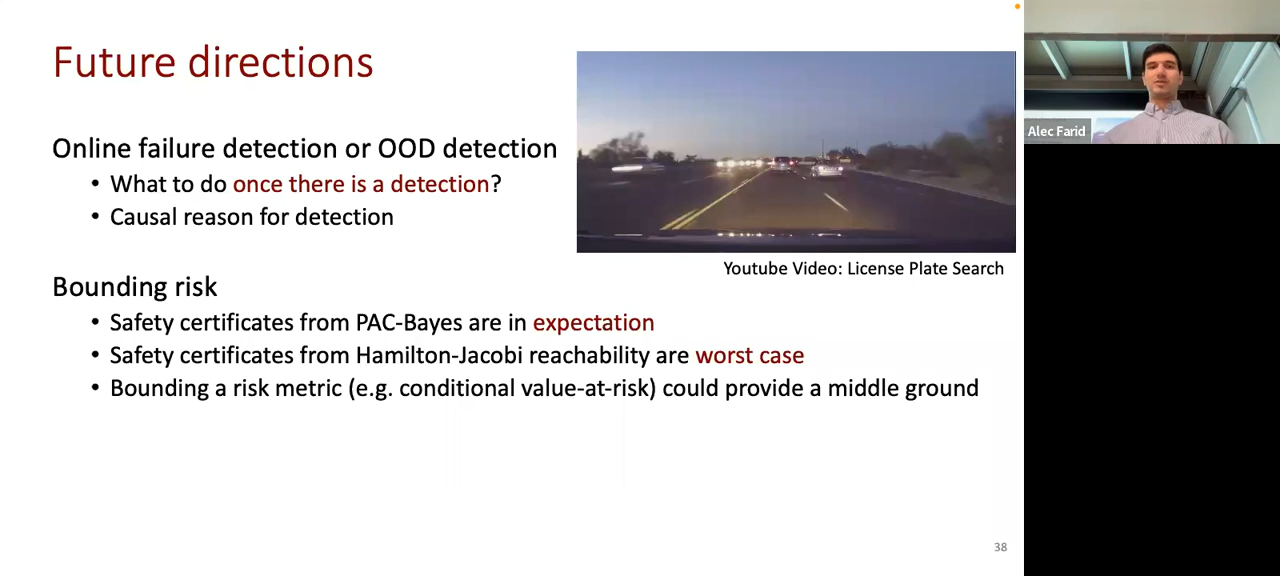 Future directions
Alec Farid
Online failure detection or OOD detection
• What to do once there is a detection?
• Causal reason for detection
Youtube Video: License Plate Search
Bounding risk
• Safety certificates from PAC-Bayes are in expectation
• Safety certificates from Hamilton-Jacobi reachability are worst case
• Bounding a risk metric (e.g. conditional value-at-risk) could provide a middle ground
38